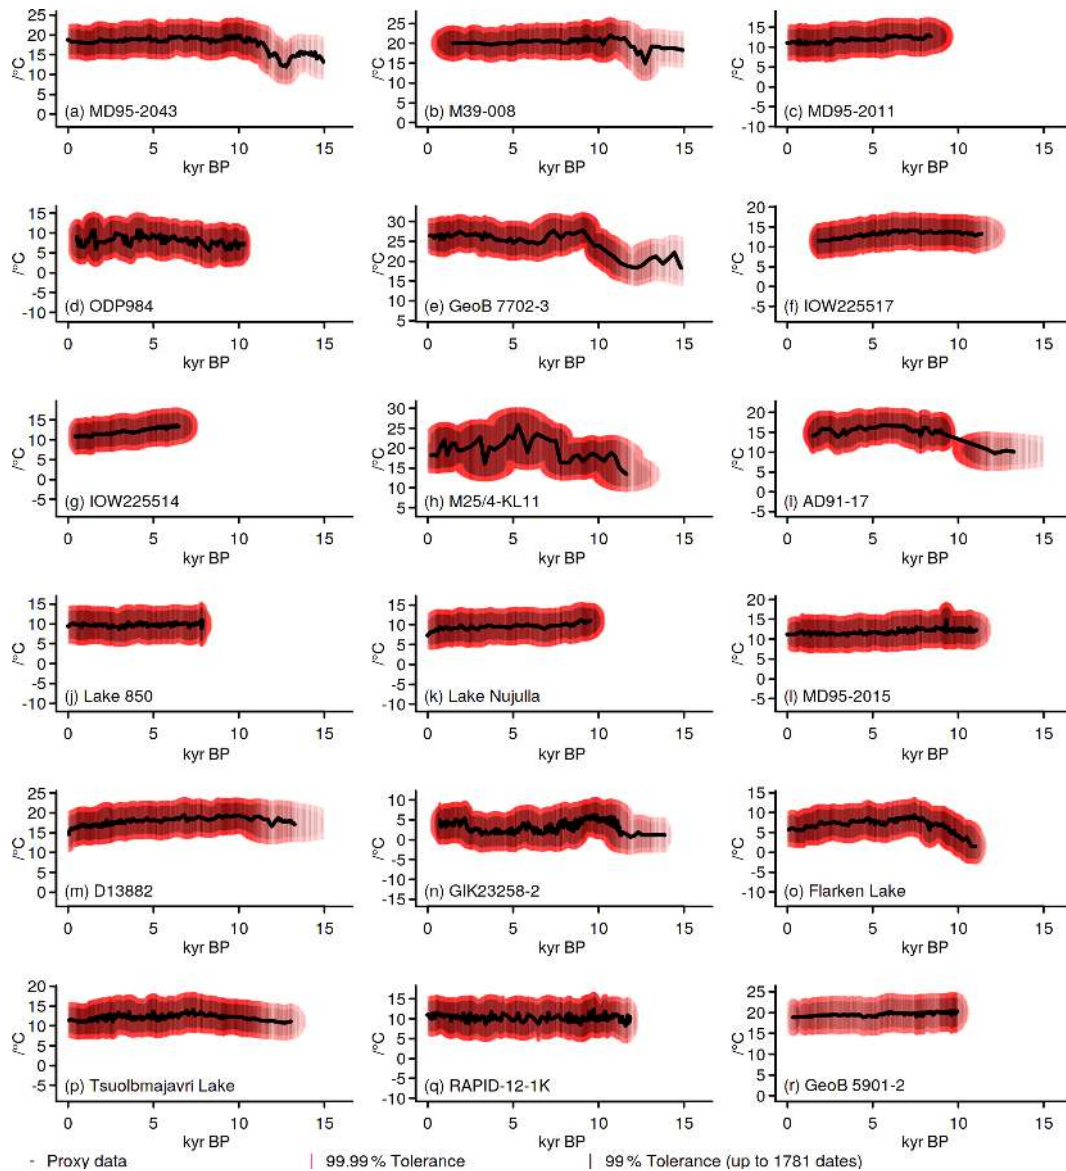 25
20
15
10
5
0
/°C
(a) MD95-2043
0 5 10 15
kyr BP
25
20
15
10
5
0
/°C
(b) M39-008
0 5 10 15
kyr BP
15
10
5
0
-5
-10
/°C
(c) MD95-2011
0 5 10 15
kyr BP
15
10
5
0
-5
-10
/°C
(d) ODP984
0 5 10 15
kyr BP
30
25
20
15
10
5
/°C
(e) GeoB 7702-3
0 5 10 15
kyr BP
20
15
10
5
0
-5
/°C
(f) IOW225517
0 5 10 15
kyr BP
15
10
5
0
-5
/°C
(g) IOW225514
0 5 10 15
kyr BP
30
25
20
15
10
5
/°C
(h) M25/4-KL11
0 5 10 15
kyr BP
20
15
10
5
0
-5
/°C
(i) AD91-17
0 5 10 15
kyr BP
15
10
5
0
-5
-10
/°C
(j) Lake 850
0 5 10 15
kyr BP
15
10
5
0
-5
-10
/°C
(k) Lake Nujulla
0 5 10 15
kyr BP
20
15
10
5
0
-5
/°C
(l) MD95-2015
0 5 10 15
kyr BP
25
20
15
10
5
0
/°C
(m) D13882
0 5 10 15
kyr BP
10
5
0
-5
-10
-15
/°C
(n) GIK23258-2
0 5 10 15
kyr BP
15
10
5
0
-5
-10
/°C
(o) Flarken Lake
0 5 10 15
kyr BP
20
15
10
5
0
-5
/°C
(p) Tsuolbmajavri Lake
0 5 10 15
kyr BP
15
10
5
0
-5
-10
/°C
(q) RAPID-12-1K
0 5 10 15
kyr BP
25
20
15
10
5
0
/°C
(r) GeoB 5901-2
0 5 10 15
kyr BP
- Proxy data | 99.99 % Tolerance | 99 % Tolerance (up to 1781 dates)